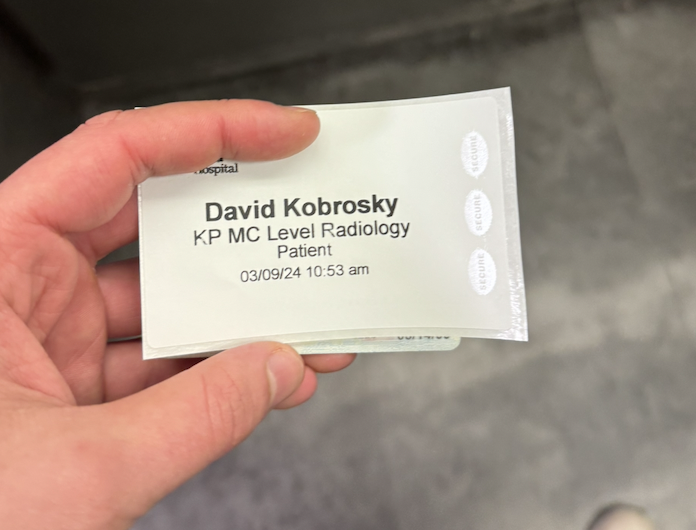 Hospital
David Kobrosky
KP MC Level Radiology
Patient
03/09/24 10:53 am
SECURE
SECURE
SECURE